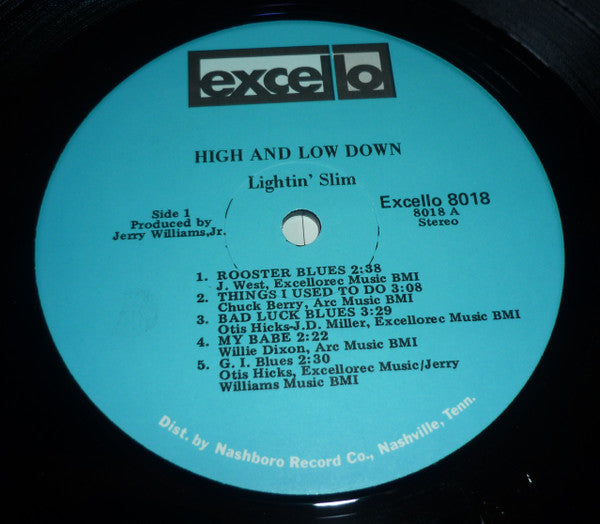 excello
HIGH AND LOW DOWN
Lightin' Slim
Side 1
Produced by
Jerry Williams,Jr.
Excello 8018
8018 A
Stereo
1. ROOSTER BLUES 2:38
J. West, Excellorec Music BMI
2. THINGS I USED TO DO 3:08
Chuck Berry, Arc Music BMI
3. BAD LUCK BLUES 3:29
Otis Hicks-J.D. Miller, Excellorec Music BMI
4. MY BABE 2:22
Willie Dixon, Arc Music BMI
5. G. I. Blues 2:30
Otis Hicks, Excellorec Music/Jerry
Williams Music BMI
Dist. by Nashboro Record Co., Nashville, Tenn.